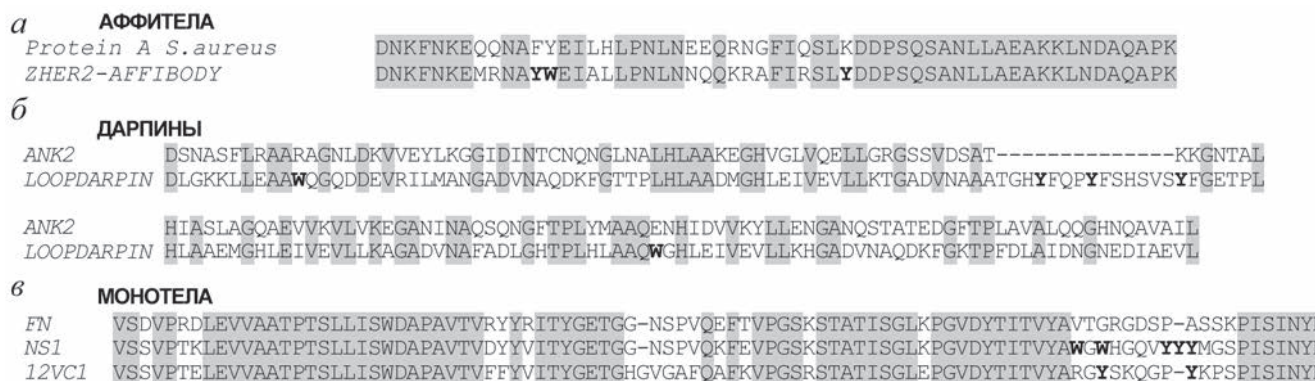 а АФФИТЕЛА
Protein A S.aureus DNKFNKEQQNAFYEILHLPNLNEEQRNGFIQSLKDDPSQSANLLAEAKKLNDAQAPK
ZHER2-AFFIBODY DNKFNKEMRNAYWEIALLPNLNNQQKRAFIRSLYDDPSQSANLLAEAKKLNDAQAPK
б ДАРПИНЫ
ANK2 DSNASFLRAARAGNLDKVVEYLKGGIDINTCNQNGLNALHLAAKEGHVGLVQELLGRGSSVDSAT---------------KKGNTAL
LOOPDARPIN DLGKKLLEAAWQGQDDEVRILMANGADVNAQDKFGTTPLHLAADMGHLEIVEVLLKTGADVNAAATGHYFQPYFSHSVSYFGETPL
ANK2 HIASLAGQAEVVKVLVKEGANINAQSQNGFTPLYMAAQENHIDVVKYLLENGANQSTATEDGFTPLAVALQQGHNQAVAIL
LOOPDARPIN HLAAEMGHLEIVEVLLKAGADVNAFADLGHTPLHLAAQWGHLEIVEVLLKHGADVNAQDKFGKTPFDLAIDNGNEDIAEVL
в МОНОТЕЛА
FN VSDVPRDLEVVAATPTSLLISWDAPAVTVRYYRITYGETGG-NSPVQEFTVPGSKSTATISGLKPGVDYTITVYAVTGRGDSP-ASSKPISINY
NS1 VSSVPTKLEVVAATPTSLLISWDAPAVTVDYYVITYGETGG-NSPVQKFEVPGSKSTATISGLKPGVDYTITVYAWGWHGQVYYYMGSPISINY
12VC1 VSSVPTELEVVAATPTSLLISWDAPAVTVFFYVITYGETGHGVGAFQAFKVPGSRSTATISGLEPGVDYTITVYARGYSKQGP-YKPSPISINY